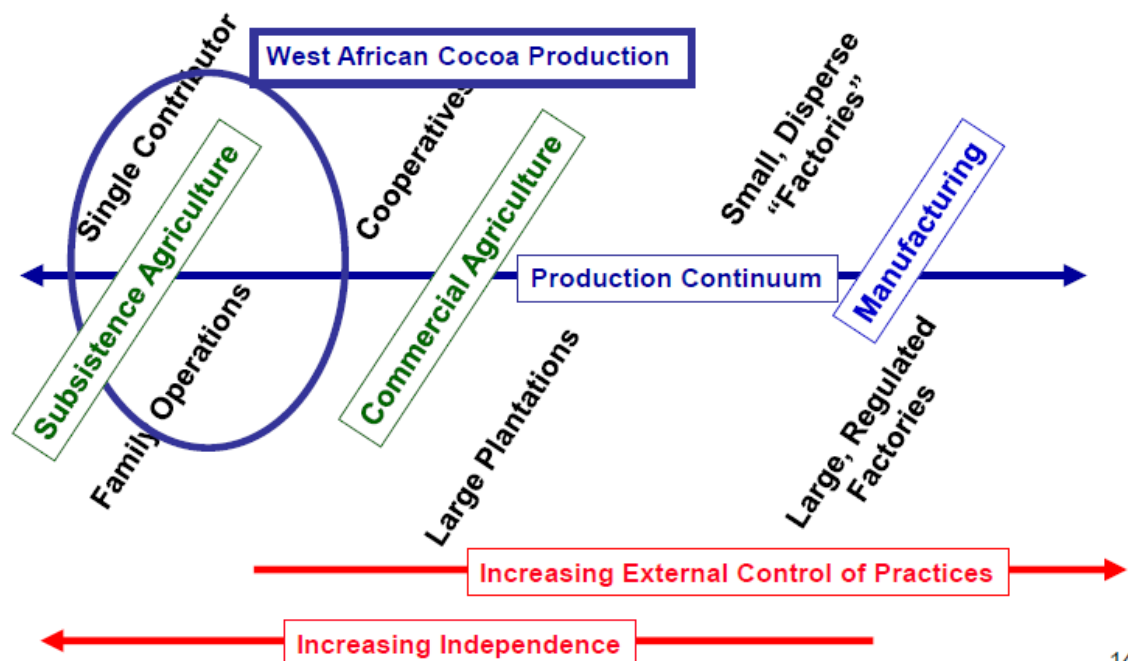 West African Cocoa Production
Single Contributor
Cooperatives
Small, Disperse
“Factories”
Subsistence Agriculture
Commercial Agriculture
Manufacturing
Production Continuum
Family Operations
Large Plantations
Large, Regulated
Factories
Increasing External Control of Practices
Increasing Independence